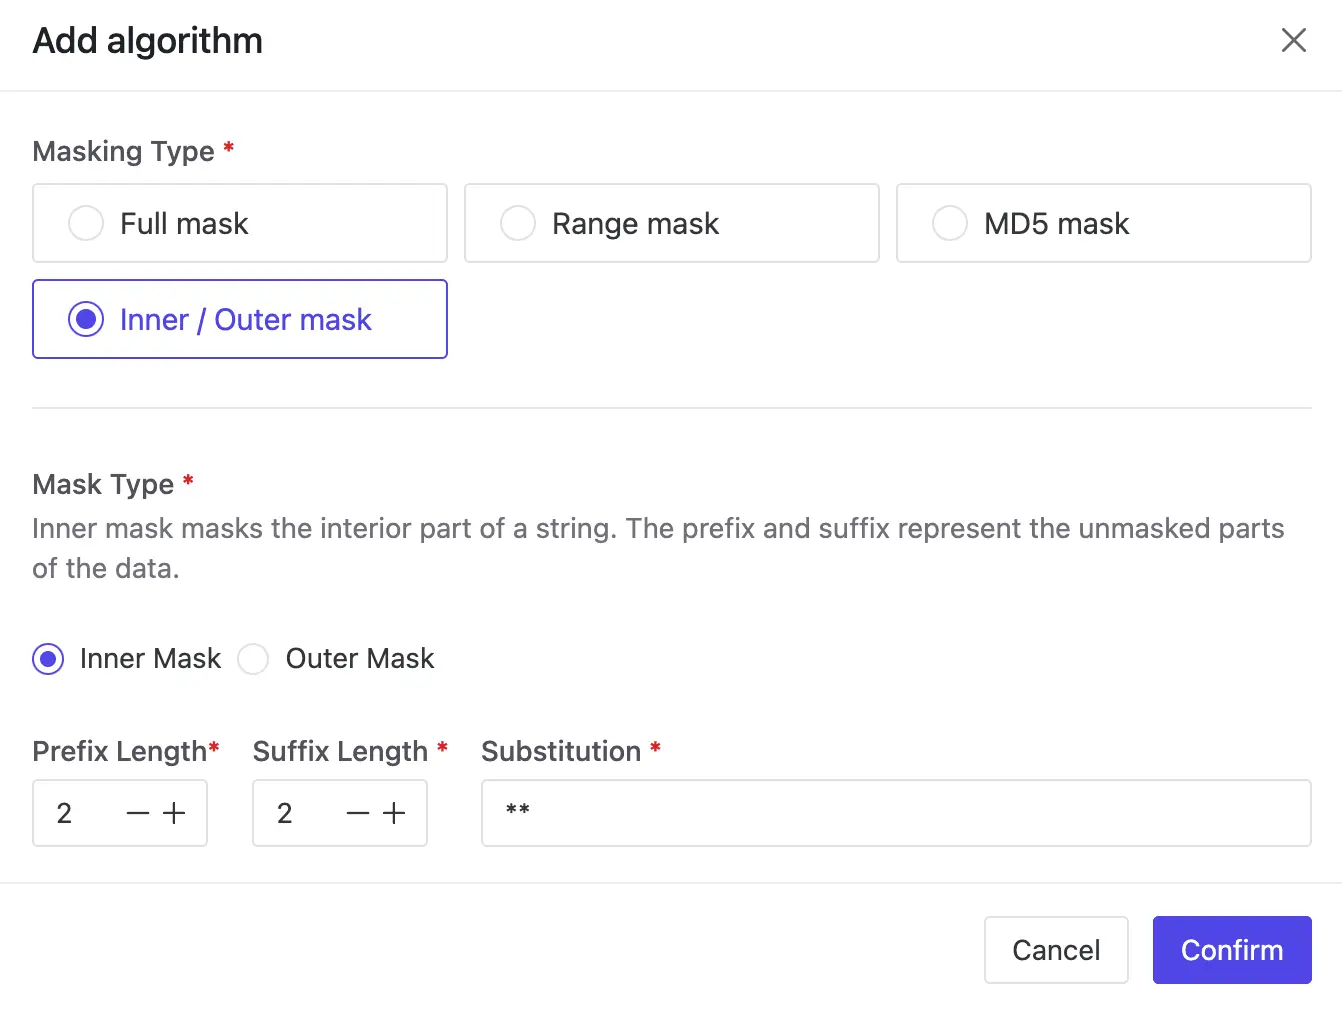 Add algorithm
Masking Type *
Full mask
Range mask
MD5 mask
Inner / Outer mask
Mask Type *
Inner mask masks the interior part of a string. The prefix and suffix represent the unmasked parts
of the data.
Inner Mask
Outer Mask
Prefix Length*
Suffix Length *
Substitution *
2
2
**
Cancel
Confirm